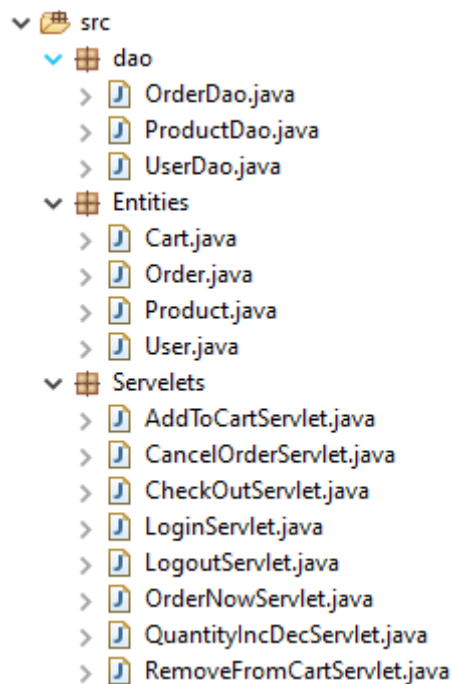 src
dao
OrderDao.java
ProductDao.java
UserDao.java
Entities
Cart.java
Order.java
Product.java
User.java
Servelets
AddToCartServlet.java
CancelOrderServlet.java
CheckOutServlet.java
LoginServlet.java
LogoutServlet.java
OrderNowServlet.java
QuantityIncDecServlet.java
RemoveFromCartServlet.java